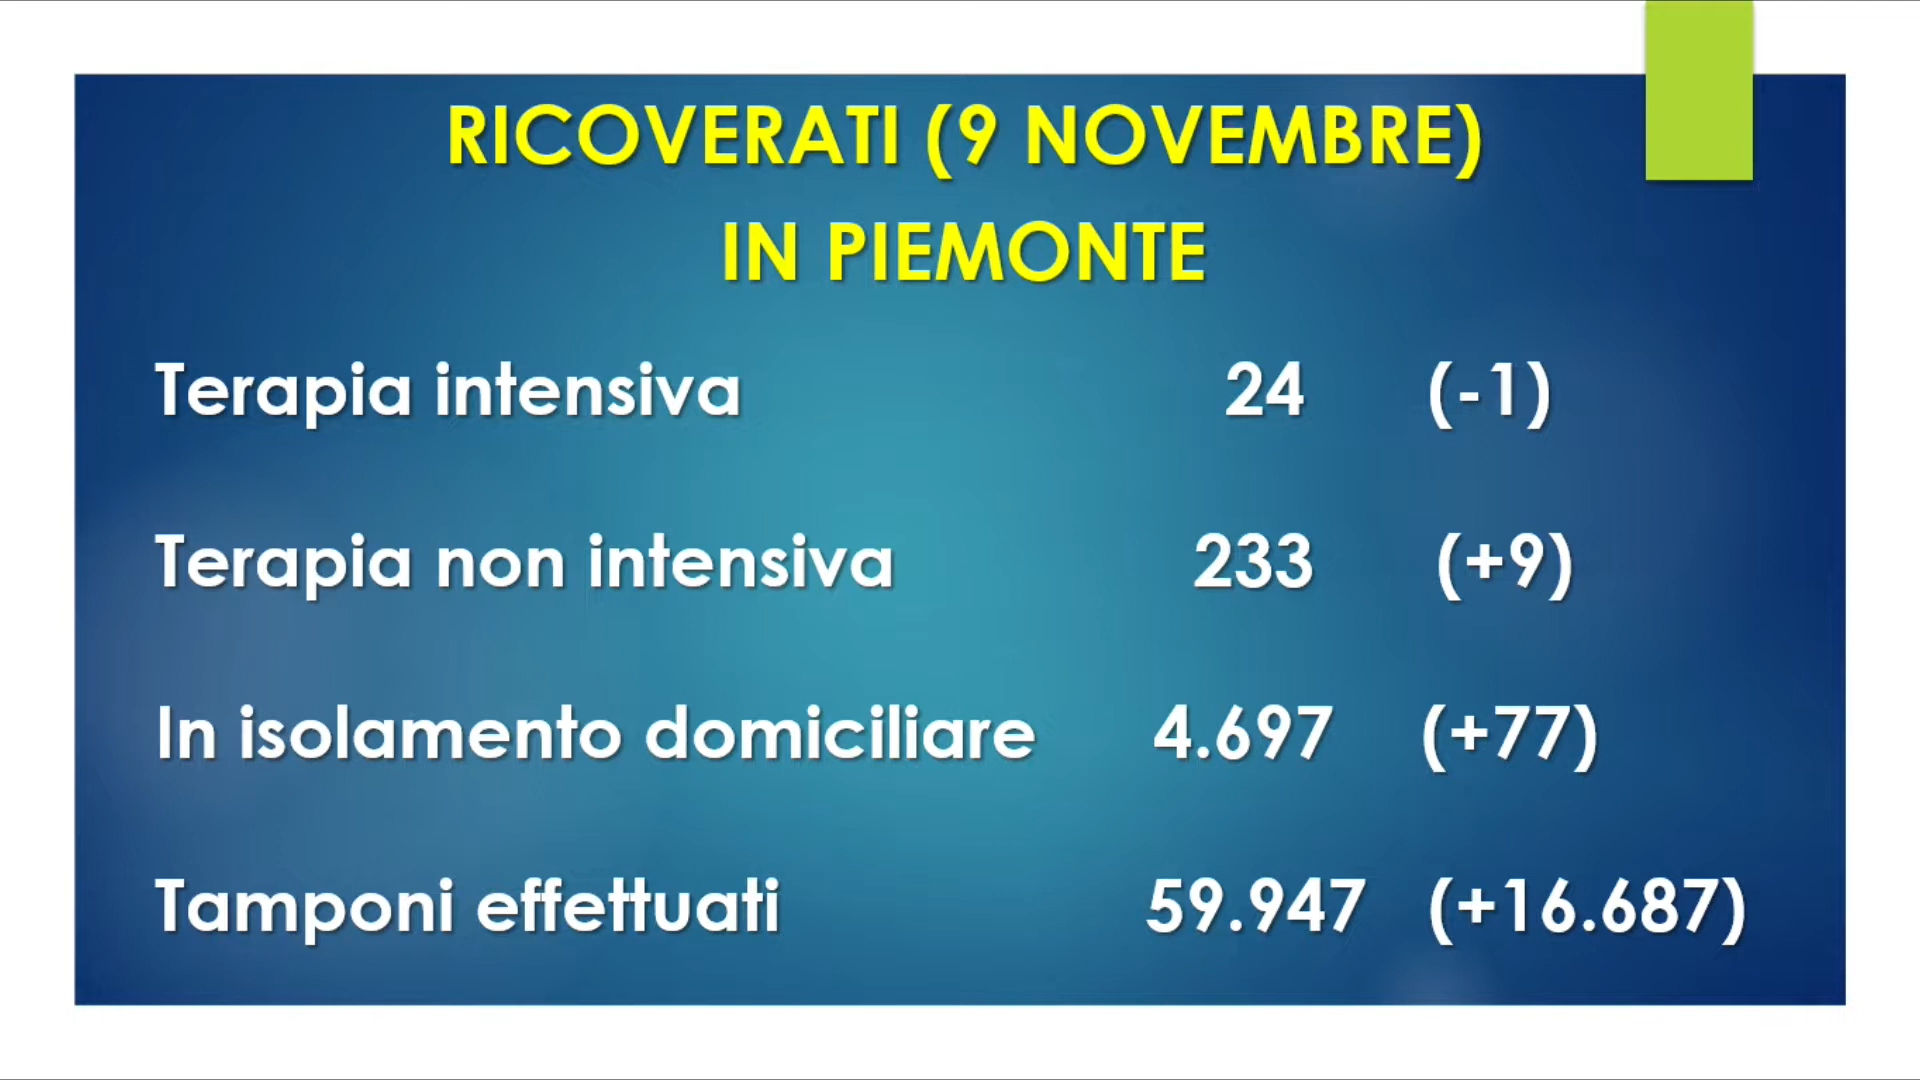 RICOVERATI (9 NOVEMBRE)
IN PIEMONTE
Terapia intensiva 24 (-1)
Terapia non intensiva 233 (+9)
In isolamento domiciliare 4.697 (+77)
Tamponi effettuati 59.947 (+16.687)